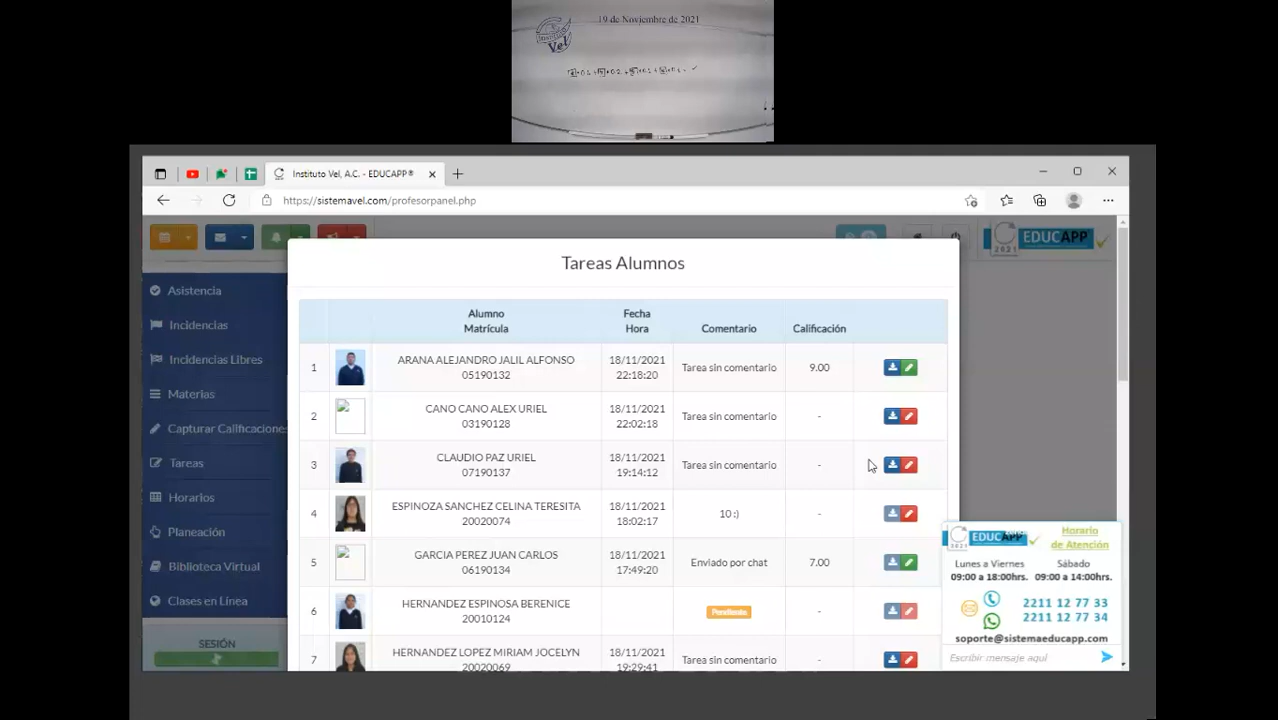 19 de Noviembre de 2021
Instituto
Vel
Instituto Vel, A.C. - EDUCAPP®
https://sistemavel.com/profesorpanel.php
2021 EDUCAPP
Asistencia
Incidencias
Incidencias Libres
Materias
Capturar Calificaciones
Tareas
Horarios
Planeación
Biblioteca Virtual
Clases en Línea
SESIÓN
Tareas Alumnos
Alumno Fecha
Matrícula Hora Comentario Calificación
1 ARANA ALEJANDRO JALIL ALFONSO 18/11/2021 Tarea sin comentario 9.00
05190132 22:18:20
2 CANO CANO ALEX URIEL 18/11/2021 Tarea sin comentario -
03190128 22:02:18
3 CLAUDIO PAZ URIEL 18/11/2021 Tarea sin comentario -
07190137 19:14:12
4 ESPINOZA SANCHEZ CELINA TERESITA 18/11/2021 10 :) -
20020074 18:02:17
5 GARCIA PEREZ JUAN CARLOS 18/11/2021 Enviado por chat 7.00
06190134 17:49:20
6 HERNANDEZ ESPINOSA BERENICE Pendiente -
20010124
7 HERNANDEZ LOPEZ MIRIAM JOCELYN 18/11/2021 Tarea sin comentario -
20020069 19:29:41
2021 EDUCAPP
Horario
de Atención
Lunes a Viernes Sábado
09:00 a 18:00hrs. 09:00 a 14:00hrs.
2211 12 77 33
2211 12 77 34
soporte@sistemaeducapp.com
Escribir mensaje aquí